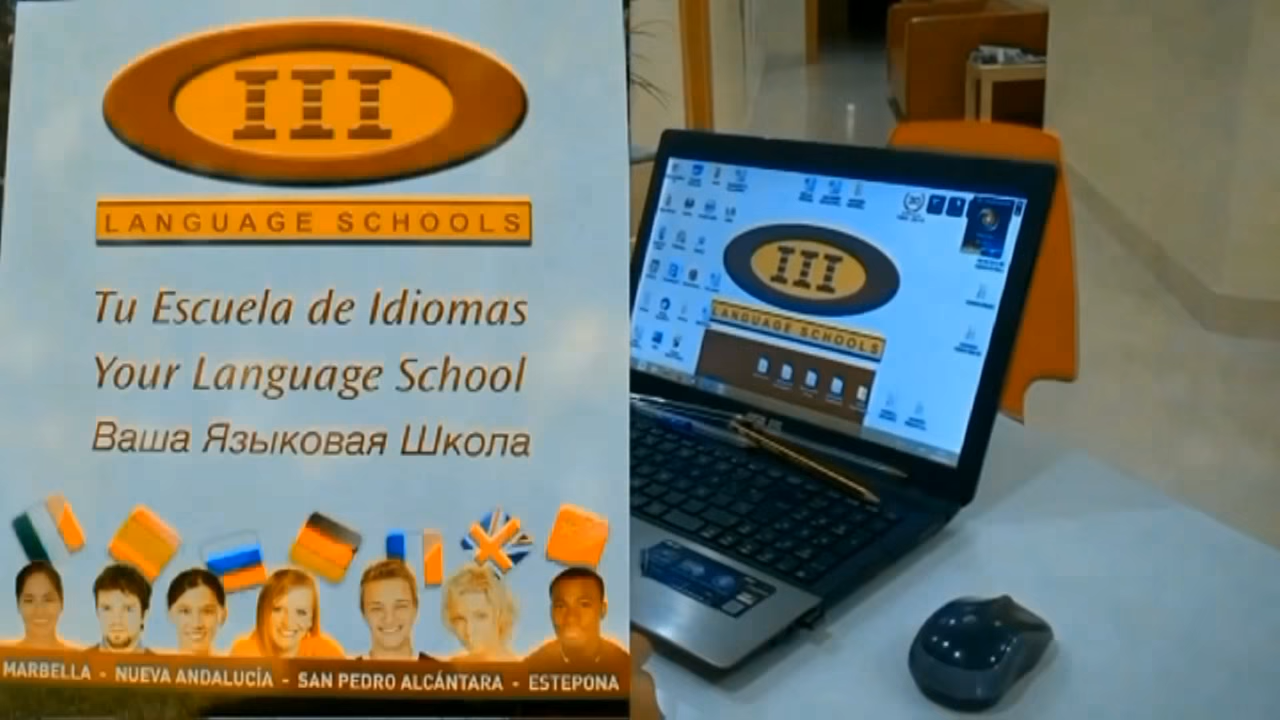 III
LANGUAGE SCHOOLS
Tu Escuela de Idiomas
Your Language School
Ваша Языковая Школа
MARBELLA - NUEVA ANDALUCÍA - SAN PEDRO ALCÁNTARA - ESTEPONA
III
LANGUAGE SCHOOLS
ASUS